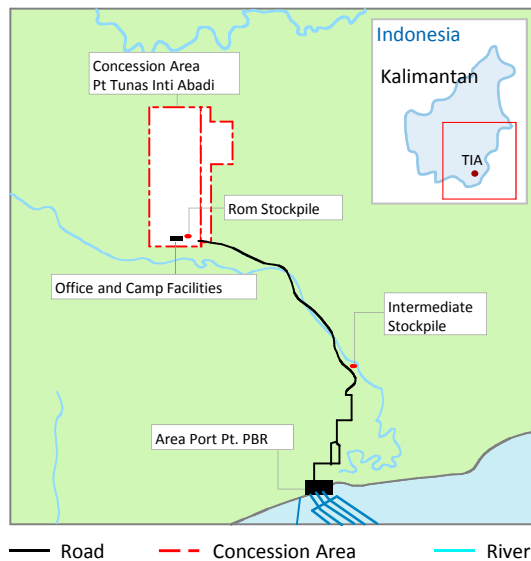 Indonesia
Kalimantan
TIA
Concession Area
Pt Tunas Inti Abadi
Rom Stockpile
Office and Camp Facilities
Intermediate
Stockpile
Area Port Pt. PBR
Road
Concession Area
River